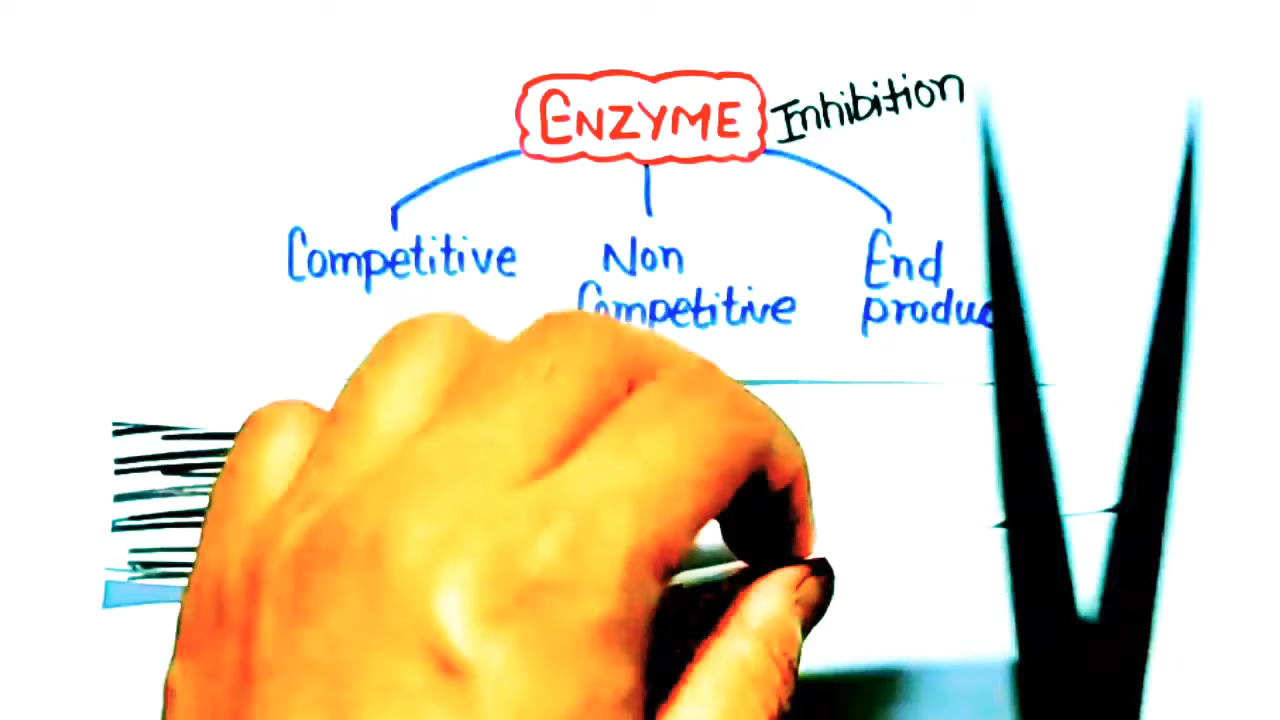 ENZYME Inhibition
Competitive
Non
Competitive
End
produc